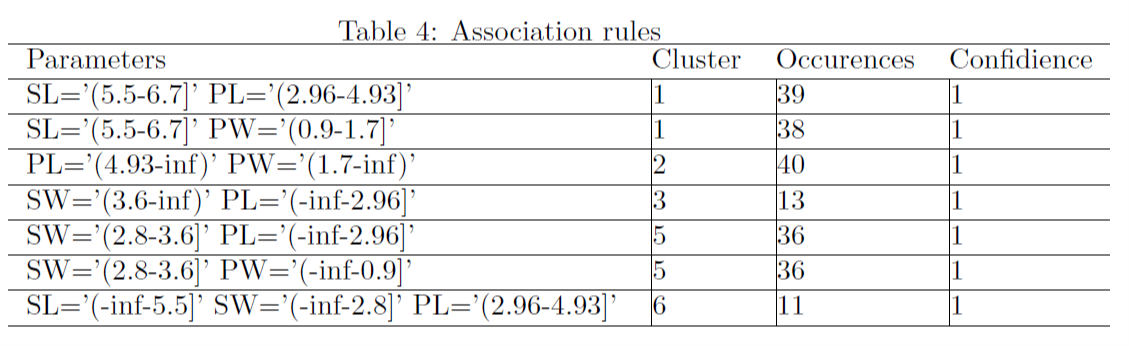 Table 4: Association rules
Parameters Cluster Occurences Confidience
SL='(5.5-6.7]' PL='(2.96-4.93]' 1 39 1
SL='(5.5-6.7]' PW='(0.9-1.7]' 1 38 1
PL='(4.93-inf)' PW='(1.7-inf)' 2 40 1
SW='(3.6-inf)' PL='(-inf-2.96]' 3 13 1
SW='(2.8-3.6]' PL='(-inf-2.96]' 5 36 1
SW='(2.8-3.6]' PW='(-inf-0.9]' 5 36 1
SL='(-inf-5.5]' SW='(-inf-2.8]' PL='(2.96-4.93]' 6 11 1